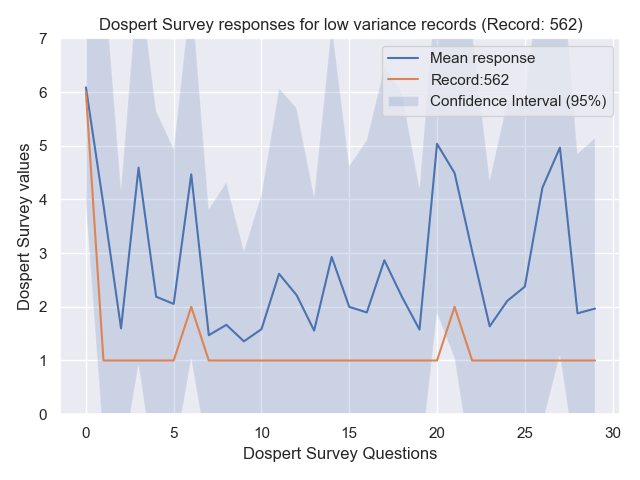 Dospert Survey responses for low variance records (Record: 562)
Mean response
Record:562
Confidence Interval (95%)
Dospert Survey values
7
6
5
4
3
2
1
0
0 5 10 15 20 25 30
Dospert Survey Questions